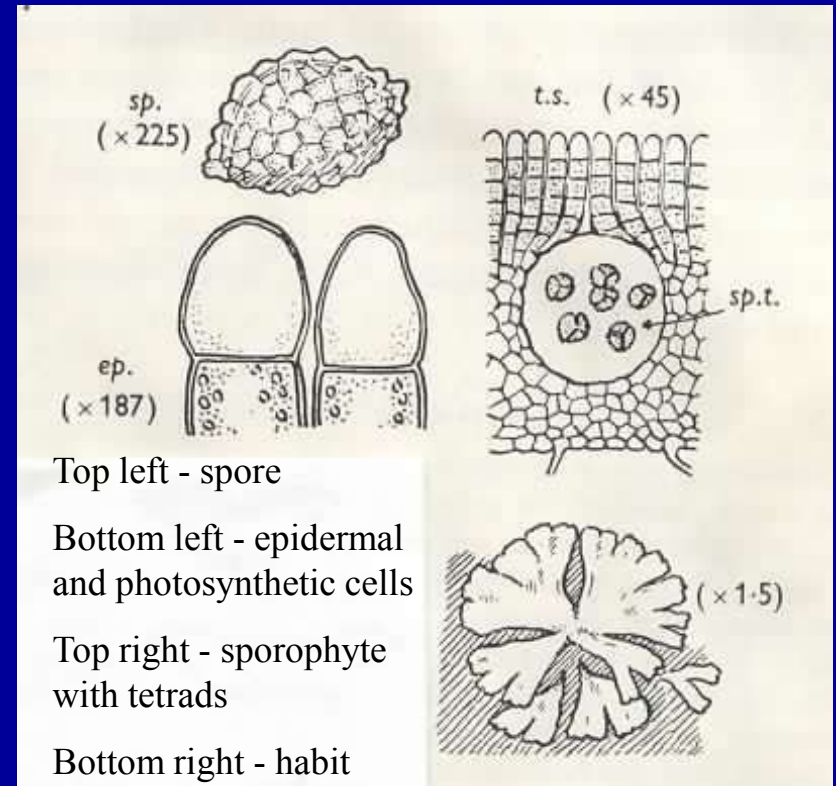 sp.
(×225)
t.s. (×45)
sp.t.
ep.
(×187)
Top left - spore
Bottom left - epidermal
and photosynthetic cells
Top right - sporophyte
with tetrads
Bottom right - habit
(×1·5)